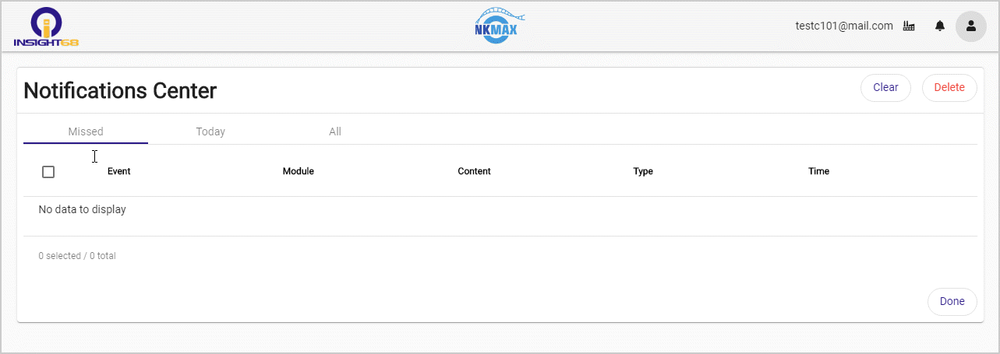 INSIGHT68
NKMAX
testc101@mail.com
Notifications Center
Clear
Delete
Missed
Today
All
Event
Module
Content
Type
Time
No data to display
0 selected / 0 total
Done